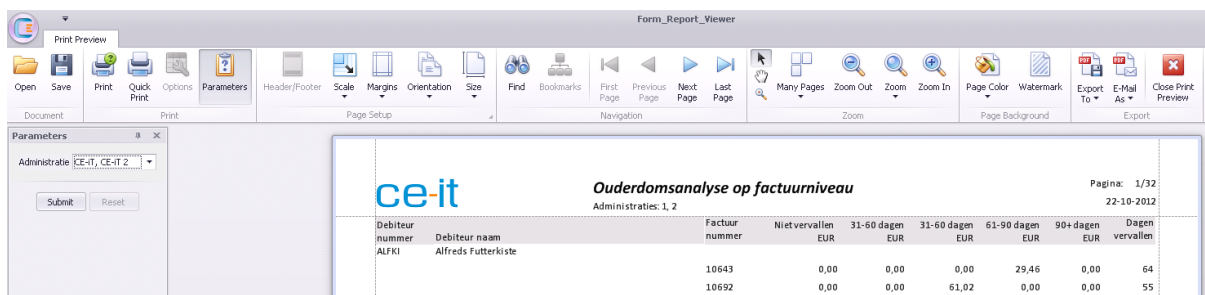 Form_Report_Viewer
Print Preview
Open Save Print Quick Print Options Parameters Header/Footer Scale Margins Orientation Size Find Bookmarks First Page Previous Page Next Page Last Page Many Pages Zoom Out Zoom Zoom In Page Color Watermark Export To E-Mail As Close Print Preview
Document Print Page Setup Navigation Zoom Page Background Export
Parameters
Administratie CE-iT, CE-iT 2
Submit Reset
ce-it
Ouderdomsanalyse op factuurniveau
Administraties: 1, 2
Pagina: 1/32
22-10-2012
Debiteur nummer Debiteur naam Factuur nummer Niet vervallen EUR 31-60 dagen EUR 31-60 dagen EUR 61-90 dagen EUR 90+ dagen EUR Dagen vervallen
ALFKI Alfreds Futterkiste
10643 0,00 0,00 0,00 29,46 0,00 64
10692 0,00 0,00 61,02 0,00 0,00 55